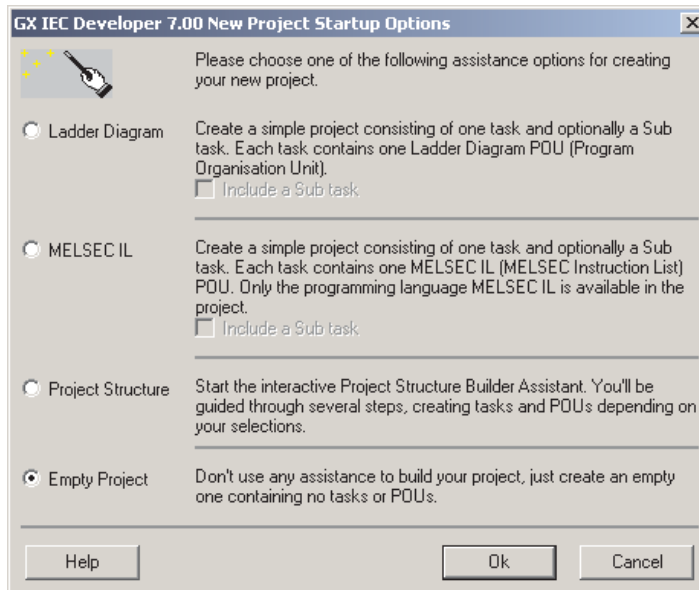 GX IEC Developer 7.00 New Project Startup Options
Please choose one of the following assistance options for creating
your new project.
Ladder Diagram
Create a simple project consisting of one task and optionally a Sub
task. Each task contains one Ladder Diagram POU (Program
Organisation Unit).
Include a Sub task
MELSEC IL
Create a simple project consisting of one task and optionally a Sub
task. Each task contains one MELSEC IL (MELSEC Instruction List)
POU. Only the programming language MELSEC IL is available in the
project.
Include a Sub task
Project Structure
Start the interactive Project Structure Builder Assistant. You'll be
guided through several steps, creating tasks and POUs depending on
your selections.
Empty Project
Don't use any assistance to build your project, just create an empty
one containing no tasks or POUs.
Help
Ok
Cancel